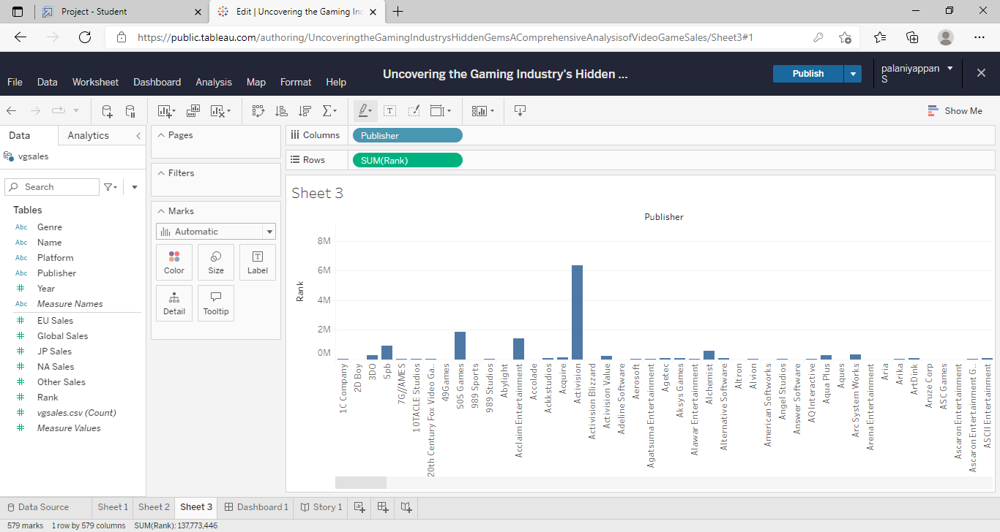 Project - Student
Edit | Uncovering the Gaming Inc
https://public.tableau.com/authoring/UncoveringtheGamingIndustrysHiddenGemsAComprehensiveAnalysisofVideoGameSales/Sheet3#1
Uncovering the Gaming Industry's Hidden ...
Publish
palaniyappan
S
File Data Worksheet Dashboard Analysis Map Format Help
Show Me
Data Analytics
vgsales
Search
Tables
Abc Genre
Abc Name
Abc Platform
Abc Publisher
# Year
Abc Measure Names
# EU Sales
# Global Sales
# JP Sales
# NA Sales
# Other Sales
# Rank
# vgsales.csv (Count)
# Measure Values
Pages
Filters
Marks
Automatic
Color Size Label
Detail Tooltip
Columns Publisher
Rows SUM(Rank)
Sheet 3
Publisher
8M
6M
4M
2M
0M
Rank
1C Company
2D Boy
3DO
5pb
7G//AMES
10TACLE Studios
20th Century Fox Video Ga..
49Games
505 Games
989 Sports
989 Studios
Abylight
Acclaim Entertainment
Accolade
Ackkstudios
Acquire
Activision
Activision Blizzard
Activision Value
Adeline Software
Aerosoft
Agatsuma Entertainment
Agetec
Aksys Games
Alawar Entertainment
Alchemist
Alternative Software
Altron
Alvion
American Softworks
Angel Studios
Answer Software
AQ Interactive
Aqua Plus
Aques
Arc System Works
Arena Entertainment
Aria
Arika
ArtDink
Aruze Corp
ASC Games
Ascaron Entertainment
Ascaron Entertainment G..
ASCII Entertainment
Data Source Sheet 1 Sheet 2 Sheet 3 Dashboard 1 Story 1
579 marks 1 row by 579 columns SUM(Rank): 137,773,446